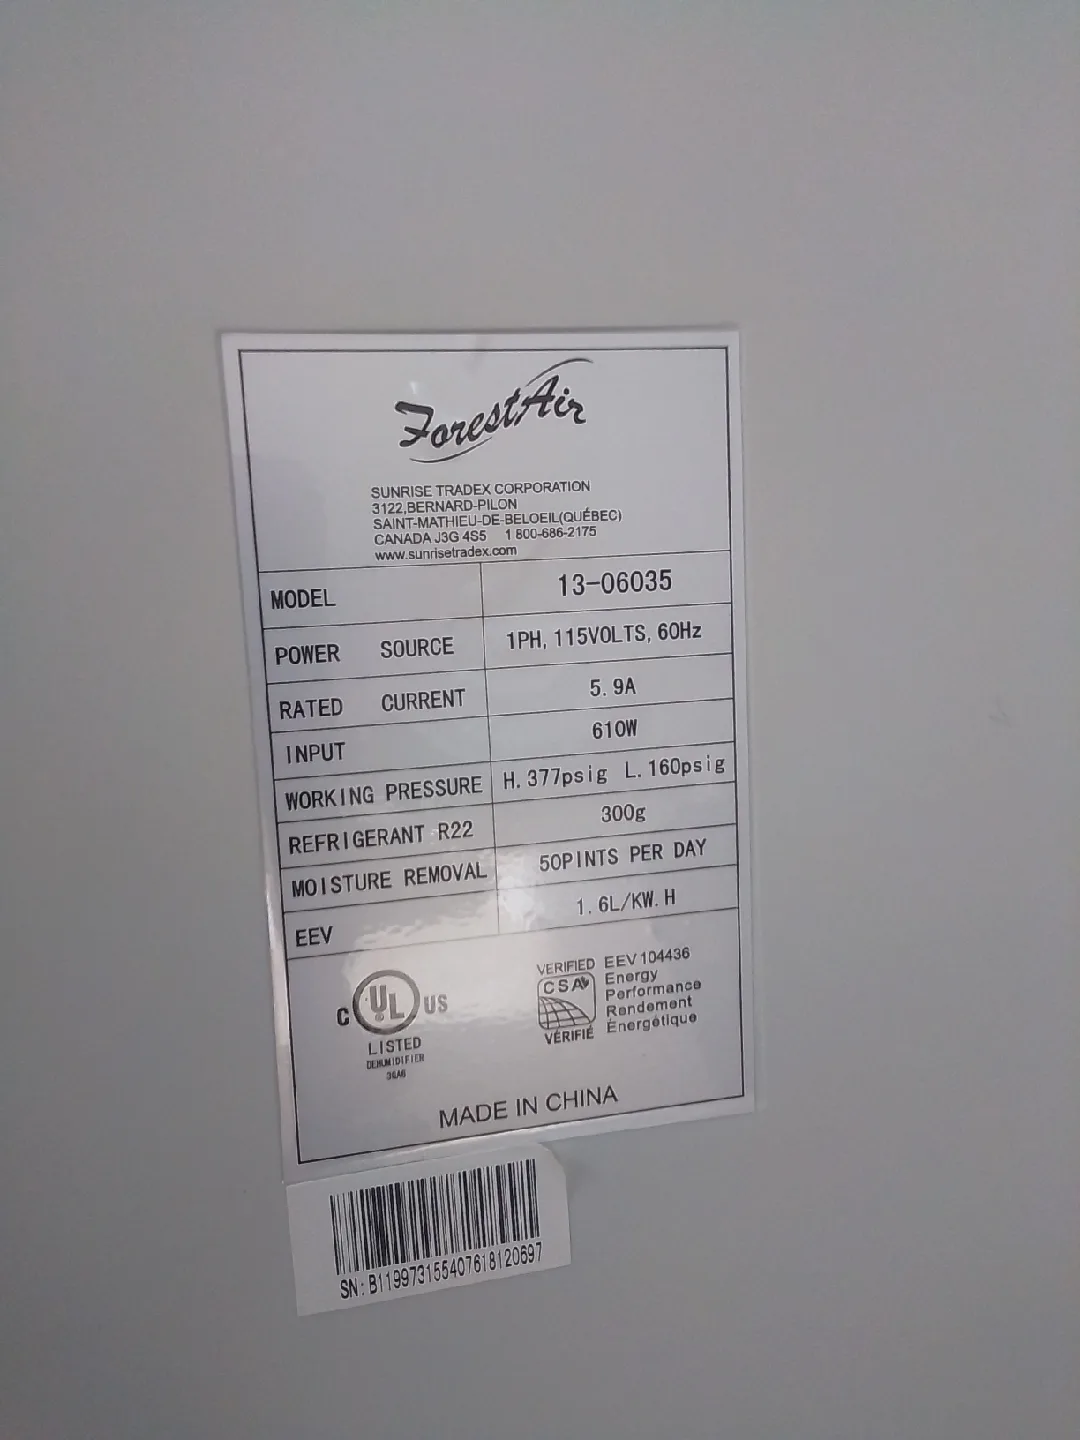 ForestAir
SUNRISE TRADEX CORPORATION
3122,BERNARD-PILON
SAINT-MATHIEU-DE-BELOEIL(QUÉBEC)
CANADA J3G 4S5 1 800-686-2175
www.sunrisetradex.com
MODEL 13-06035
POWER SOURCE 1PH, 115VOLTS, 60Hz
RATED CURRENT 5.9A
INPUT 610W
WORKING PRESSURE H.377psig L.160psig
REFRIGERANT R22 300g
MOISTURE REMOVAL 50PINTS PER DAY
EEV 1.6L/KW.H
C UL US
LISTED
DEHUMIDIFIER
36A6
VERIFIED EEV 104436
CSA Energy
Performance
Rendement
VÉRIFIÉ Énergétique
MADE IN CHINA
SN:B119973155407618120697